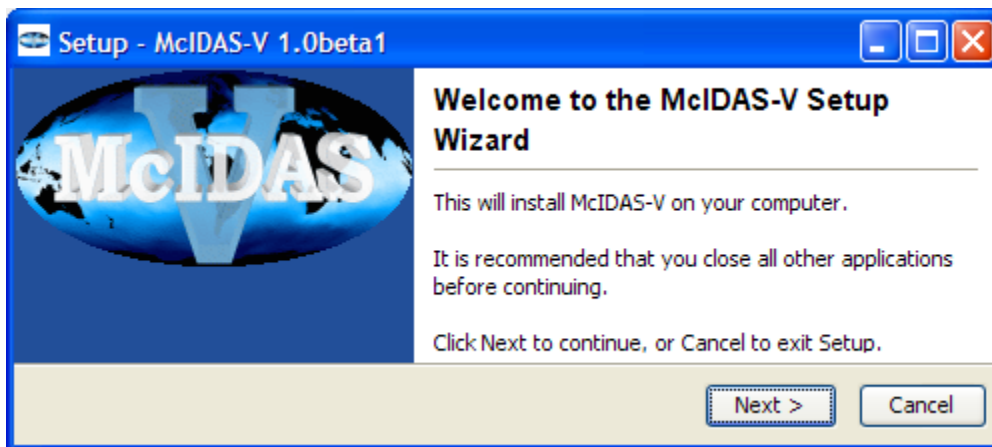 Setup - McIDAS-V 1.0beta1
V
McIDAS
Welcome to the McIDAS-V Setup
Wizard
This will install McIDAS-V on your computer.
It is recommended that you close all other applications
before continuing.
Click Next to continue, or Cancel to exit Setup.
Next >
Cancel